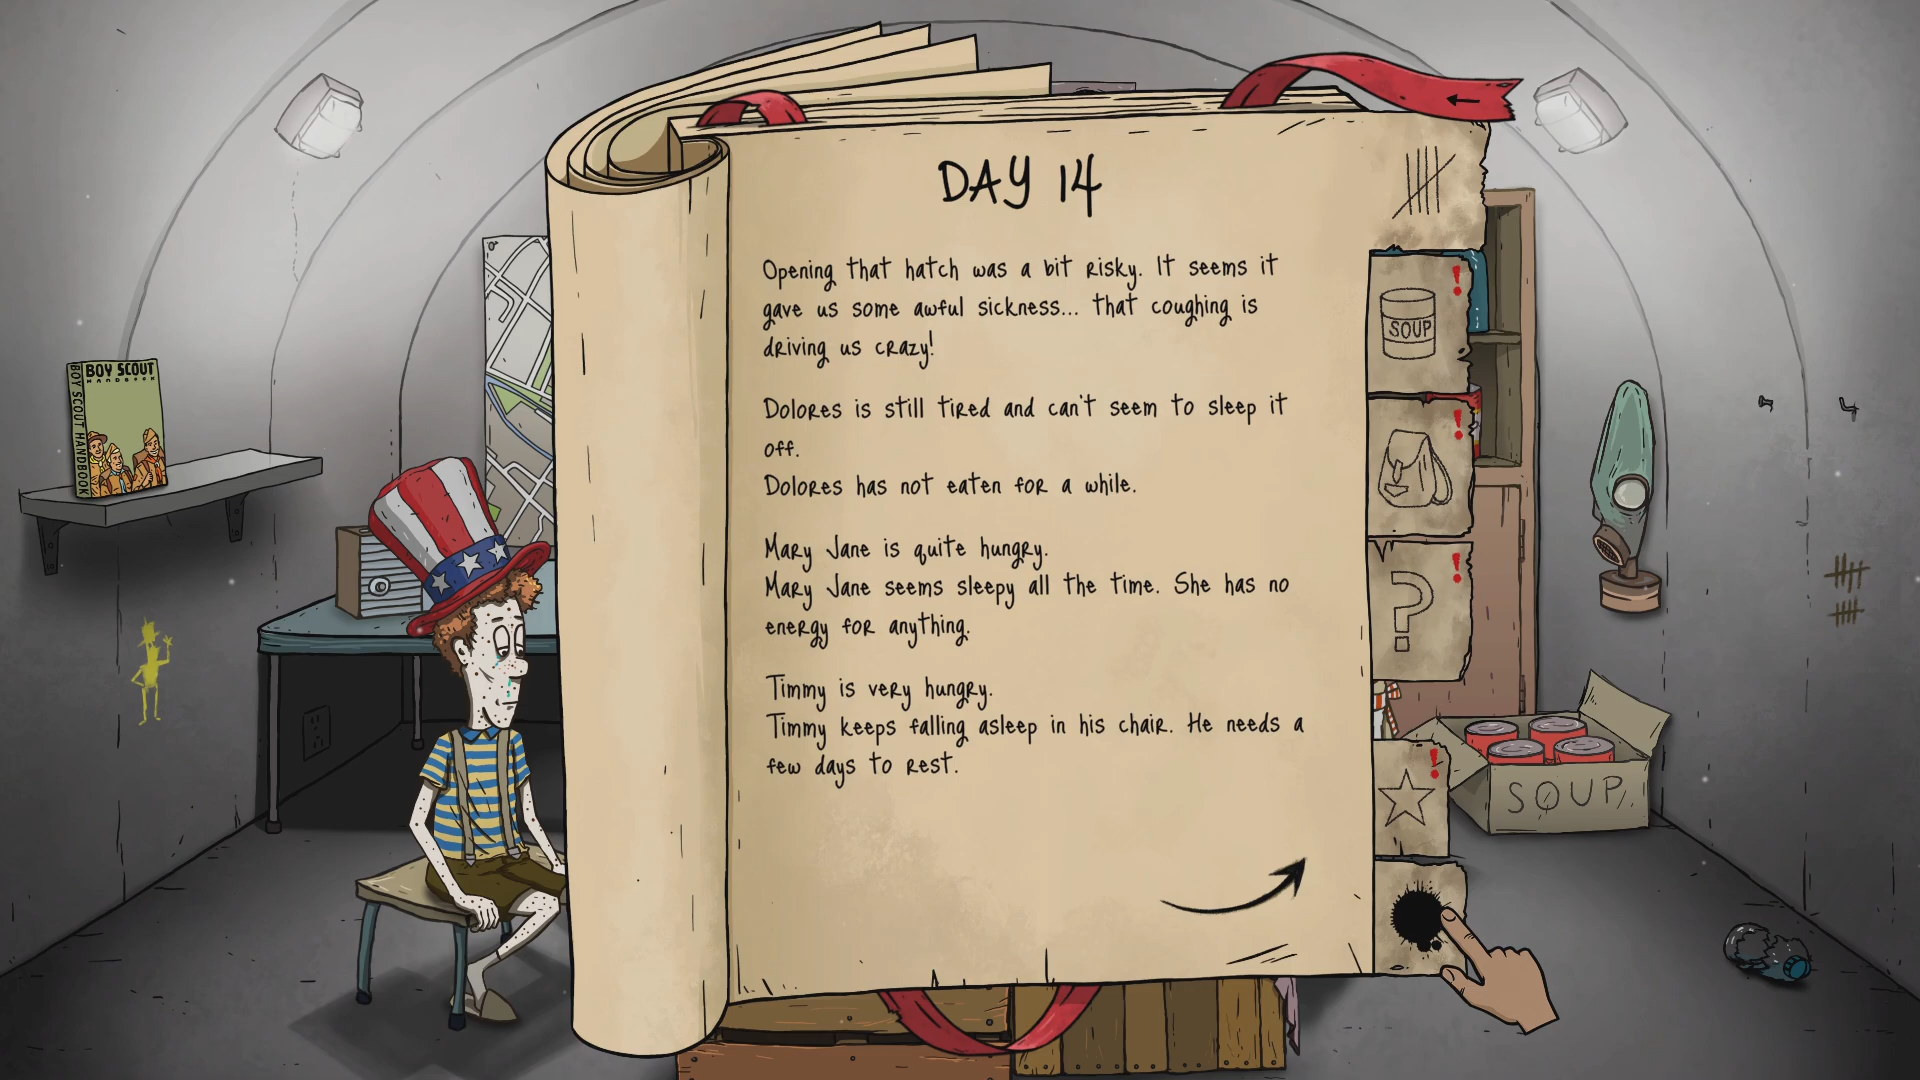 DAY 14
Opening that hatch was a bit risky. It seems it
gave us some awful sickness... that coughing is
driving us crazy!
Dolores is still tired and can't seem to sleep it
off.
Dolores has not eaten for a while.
Mary Jane is quite hungry.
Mary Jane seems sleepy all the time. She has no
energy for anything.
Timmy is very hungry.
Timmy keeps falling asleep in his chair. He needs a
few days to rest.
SOUP
!
!
?
!
!
BOY SCOUT
HANDBOOK
BOY SCOUT HANDBOOK
SOUP